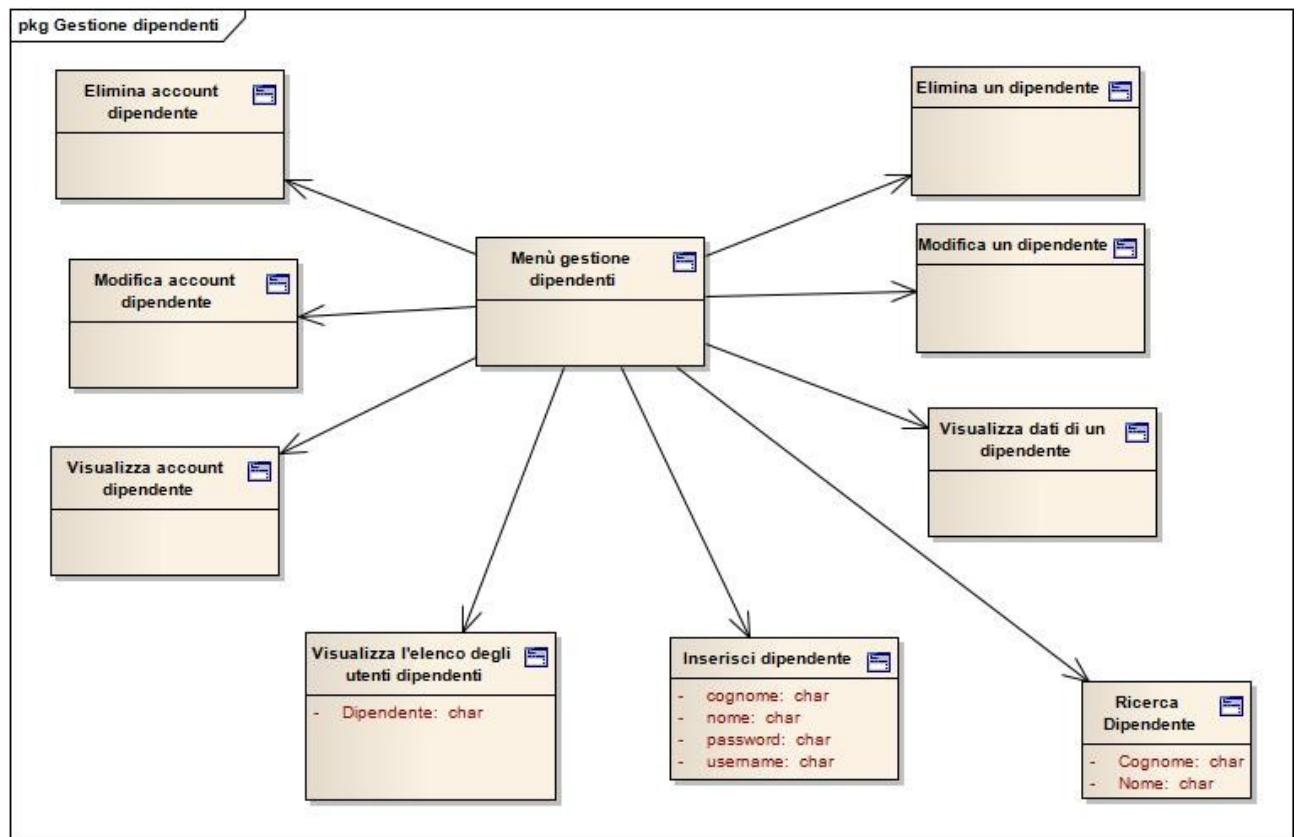 pkg Gestione dipendenti
Elimina account
dipendente
Elimina un dipendente
Menù gestione
dipendenti
Modifica un dipendente
Modifica account
dipendente
Visualizza account
dipendente
Visualizza dati di un
dipendente
Visualizza l'elenco degli
utenti dipendenti
- Dipendente: char
Inserisci dipendente
- cognome: char
- nome: char
- password: char
- username: char
Ricerca
Dipendente
- Cognome: char
- Nome: char